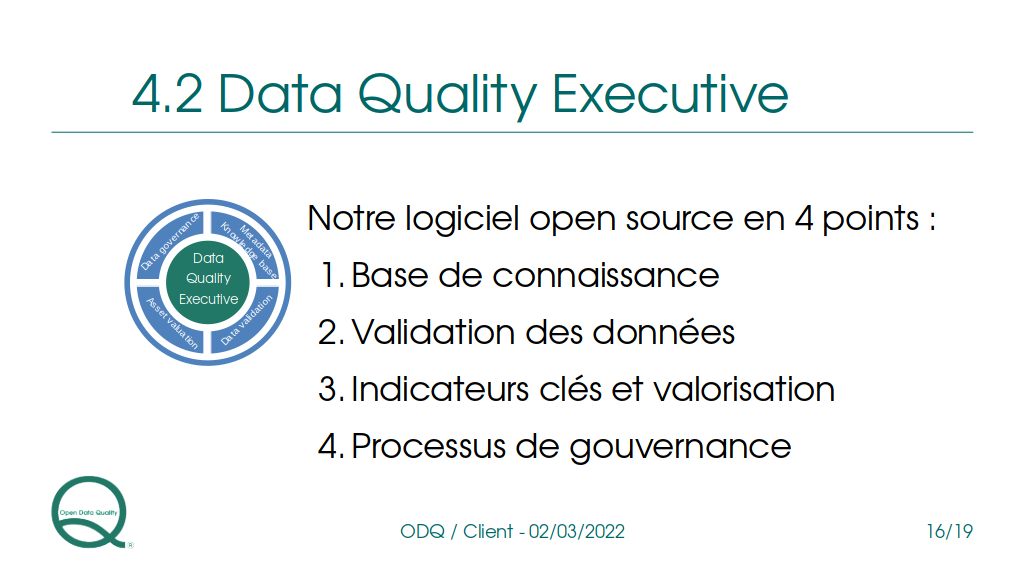 4.2 Data Quality Executive
Data governance
Metadata
Knowledge base
Data
Quality
Executive
Asset valuation
Data validation
Notre logiciel open source en 4 points :
1. Base de connaissance
2. Validation des données
3. Indicateurs clés et valorisation
4. Processus de gouvernance
Open Data Quality
®
ODQ / Client - 02/03/2022
16/19